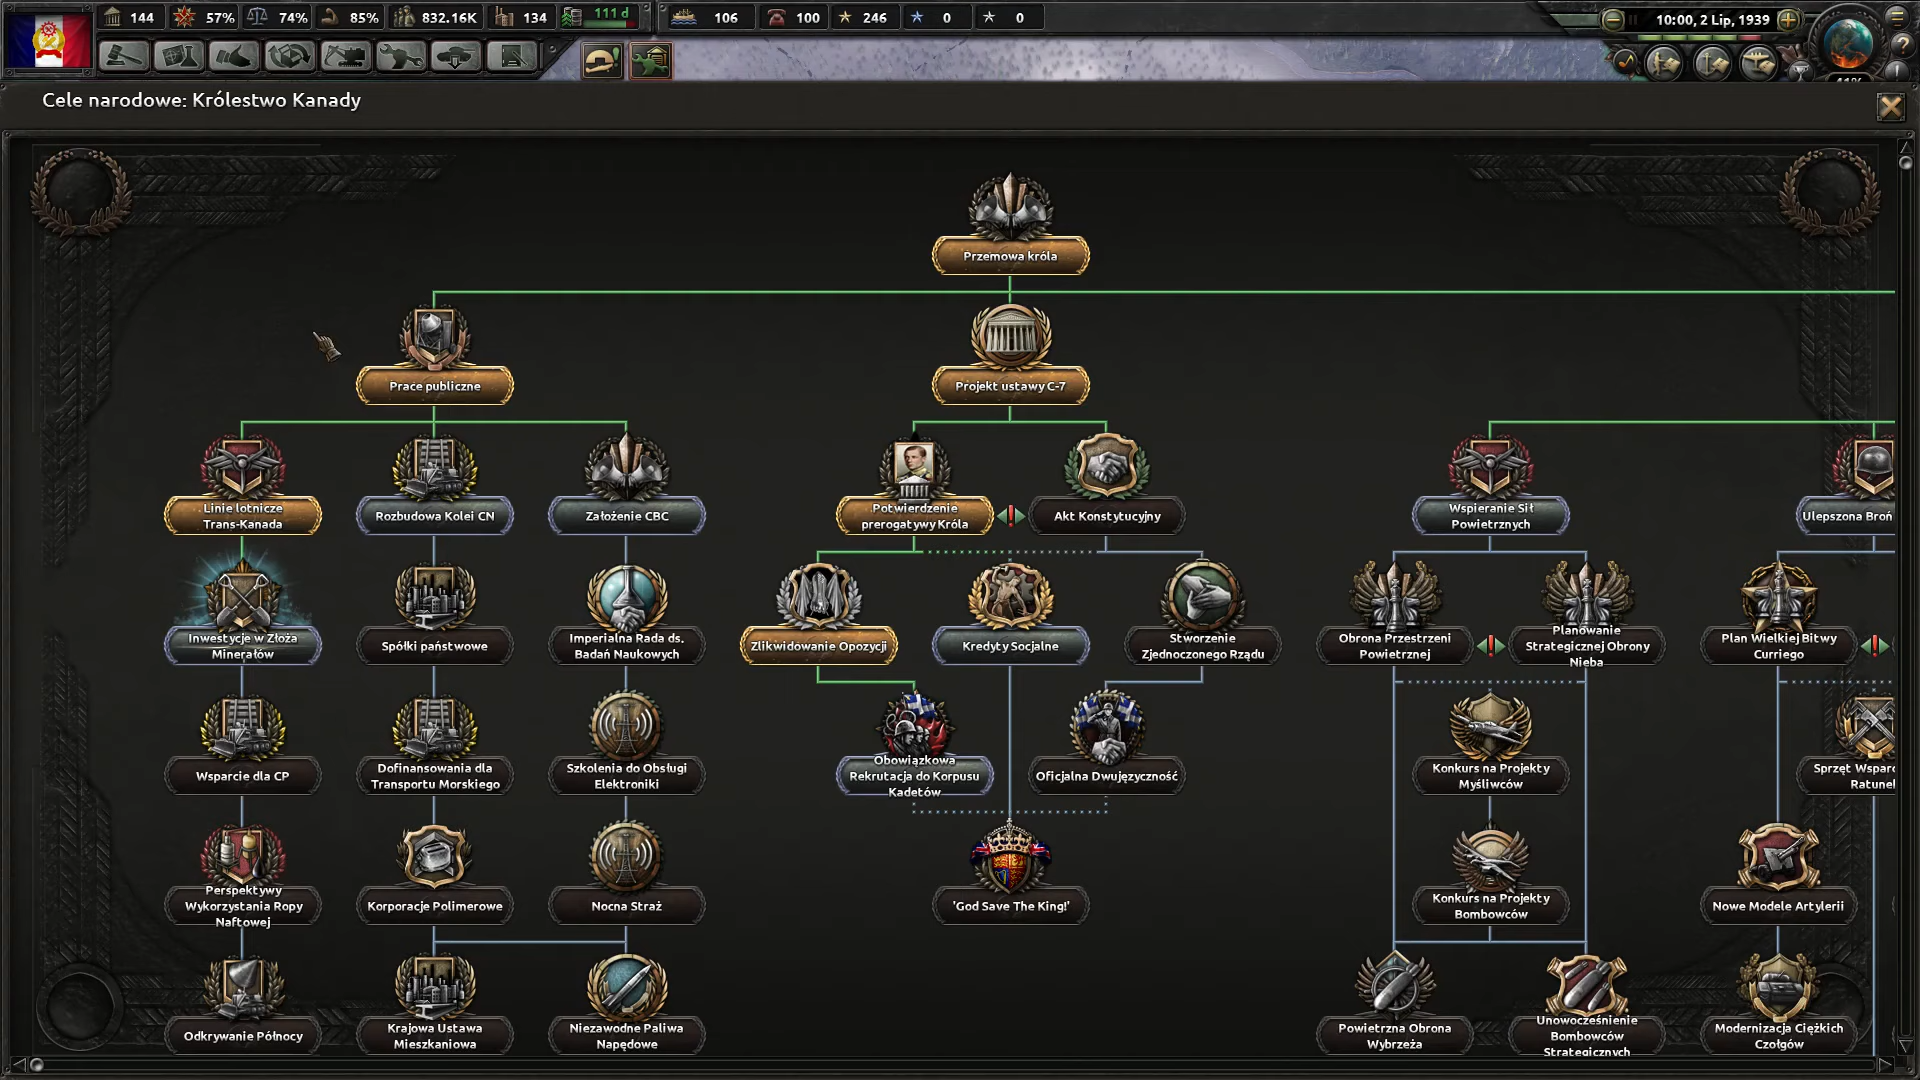 144
57%
74%
85%
832.16K
134
111 d
106
100
246
0
0
10:00, 2 Lip, 1939
Cele narodowe: Królestwo Kanady
Przemowa króla
Prace publiczne
Projekt ustawy C-7
Linie lotnicze
Trans-Kanada
Rozbudowa Kolei CN
Założenie CBC
Potwierdzenie
prerogatywy Króla
Akt Konstytucyjny
Wspieranie Sił
Powietrznych
Ulepszona Broń
Inwestycje w Złoża
Minerałów
Spółki państwowe
Imperialna Rada ds.
Badań Naukowych
Zlikwidowanie Opozycji
Kredyty Socjalne
Stworzenie
Zjednoczonego Rządu
Obrona Przestrzeni
Powietrznej
Planowanie
Strategicznej Obrony
Nieba
Plan Wielkiej Bitwy
Curriego
Wsparcie dla CP
Dofinansowania dla
Transportu Morskiego
Szkolenia do Obsługi
Elektroniki
Obowiązkowa
Rekrutacja do Korpusu
Kadetów
Oficjalna Dwujęzyczność
Konkurs na Projekty
Myśliwców
Sprzęt Wspar
Ratune
Perspektywy
Wykorzystania Ropy
Naftowej
Korporacje Polimerowe
Nocna Straż
'God Save The King!'
Konkurs na Projekty
Bombowców
Nowe Modele Artylerii
Odkrywanie Północy
Krajowa Ustawa
Mieszkaniowa
Niezawodne Paliwa
Napędowe
Powietrzna Obrona
Wybrzeża
Unowocześnienie
Bombowców
Strategicznych
Modernizacja Ciężkich
Czołgów